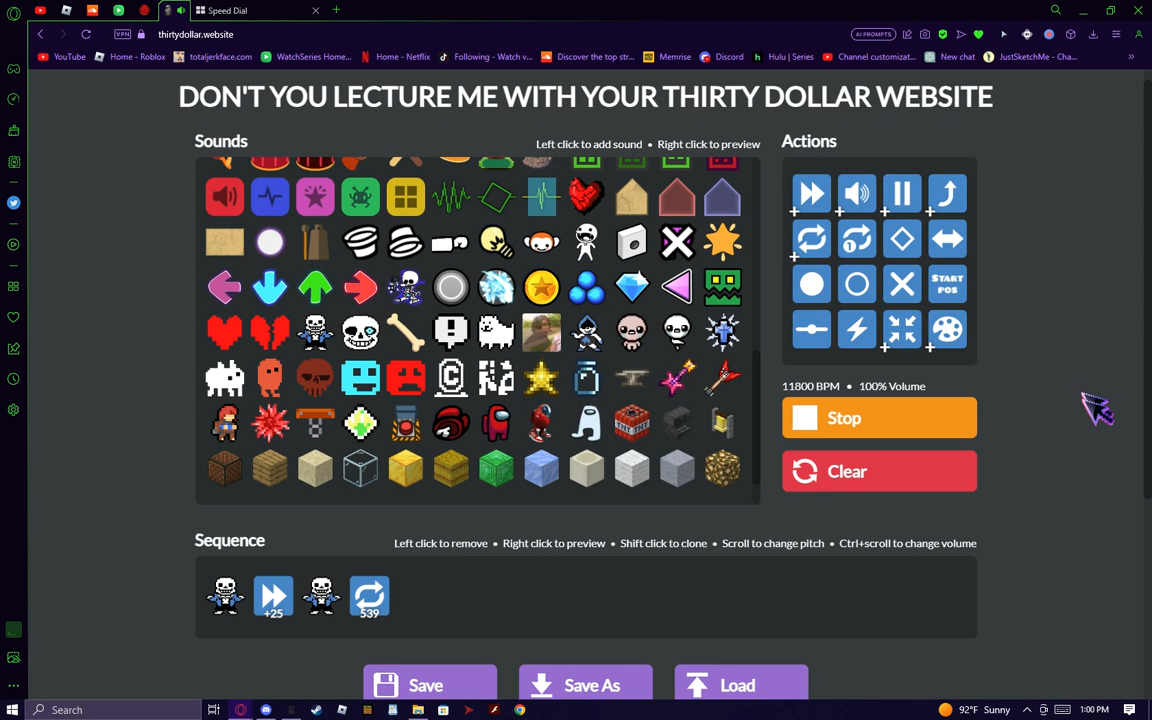 Speed Dial
VPN
thirtydollar.website
AI PROMPTS
YouTube
Home - Roblox
totaljerkface.com
WatchSeries Home...
Home - Netflix
Following - Watch v...
Discover the top str...
Memrise
Discord
Hulu | Series
Channel customizat...
New chat
JustSketchMe - Cha...
DON'T YOU LECTURE ME WITH YOUR THIRTY DOLLAR WEBSITE
Sounds
Left click to add sound • Right click to preview
Actions
START
POS
11800 BPM • 100% Volume
Stop
Clear
Sequence
Left click to remove • Right click to preview • Shift click to clone • Scroll to change pitch • Ctrl+scroll to change volume
+25
539
Save
Save As
Load
Search
92°F Sunny
1:00 PM